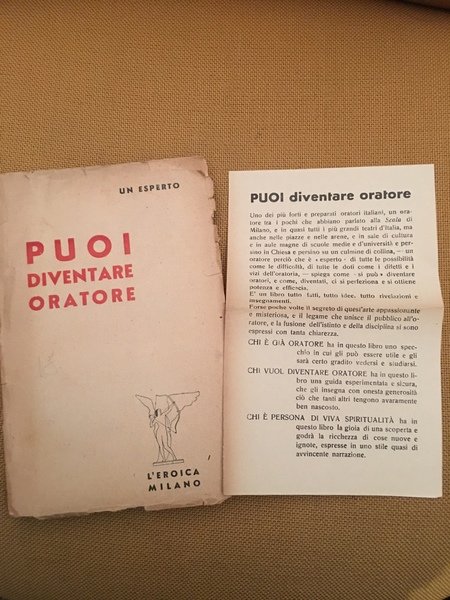 UN ESPERTO
PUOI
DIVENTARE
ORATORE
L'EROICA
MILANO
PUOI diventare oratore
Uno dei più forti e preparati oratori italiani, un ora-
tore tra i pochi che abbiano parlato alla Scala di
Milano, e in quasi tutti i più grandi teatri d'Italia, ma
anche nelle piazze e nelle arene, e in sale di cultura
e in aule magne di scuole medie e d'università e per-
sino in Chiesa e persino su un culmine di collina, — un
oratore perciò che è « esperto » di tutte le possibilità
come le difficoltà, di tutte le doti come i difetti e i
vizi dell'oratoria, — spiega come « si può » diventare
oratori, e come, diventati, ci si perfeziona e si ottiene
potenza e efficacia.
E' un libro tutto fatti, tutto idee, tutto rivelazioni e
insegnamenti.
Forse poche volte il segreto di quest'arte appassionante
e misteriosa, e il legame che unisce il pubblico all'o-
ratore, e la fusione dell'istinto e della disciplina si sono
espressi con tanta chiarezza.
CHI È GIÀ ORATORE ha in questo libro uno spec-
chio in cui gli può essere utile e gli
sarà certo gradito vedersi e studiarsi.
CHI VUOL DIVENTARE ORATORE ha in questo li-
bro una guida esperimentata e sicura,
che gli insegna con onesta generosità
ciò che tanti altri tengono avaramente
ben nascosto.
CHI È PERSONA DI VIVA SPIRITUALITÀ ha in
questo libro la gioia di una scoperta e
godrà la ricchezza di cose nuove e
ignote, espresse in uno stile quasi di
avvincente narrazione.